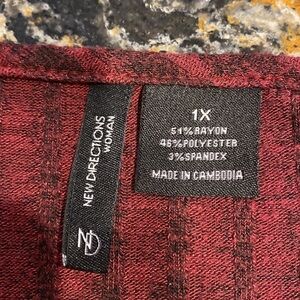 NEW DIRECTIONS
WOMAN
ND
1X
51%RAYON
46%POLYESTER
3%SPANDEX
MADE IN CAMBODIA